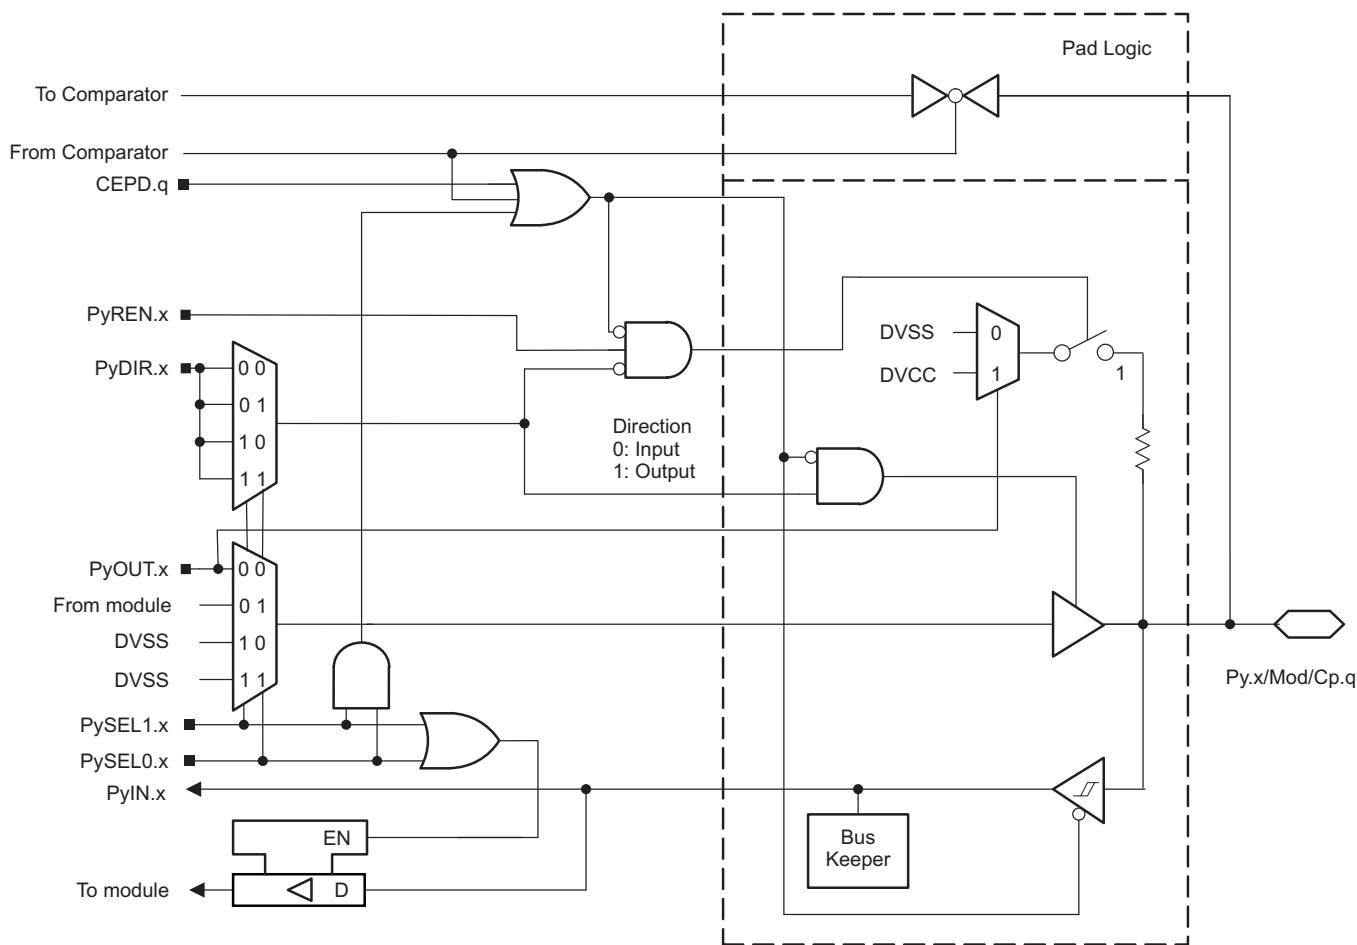 Pad Logic
To Comparator
From Comparator
CEPD.q
PyREN.x
PyDIR.x
0 0
0 1
1 0
1 1
Direction
0: Input
1: Output
DVSS
0
DVCC
1
1
PyOUT.x
0 0
From module
0 1
DVSS
1 0
DVSS
1 1
Py.x/Mod/Cp.q
PySEL1.x
PySEL0.x
PyIN.x
EN
D
To module
Bus
Keeper